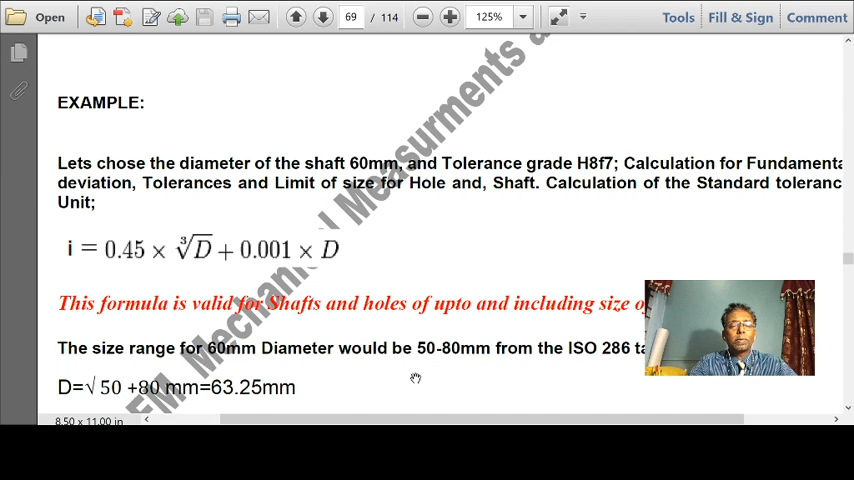 Open
69 / 114
125%
Tools Fill & Sign Comment
EXAMPLE:
Lets chose the diameter of the shaft 60mm, and Tolerance grade H8f7; Calculation for
deviation, Tolerances and Limit of size for Hole and, Shaft. Calculation of the Standard
Unit;
i = 0.45 × ∛D + 0.001 × D
This formula is valid for Shafts and holes of upto and including size
The size range for 60mm Diameter would be 50-80mm from the ISO 286
D=√ 50 +80 mm=63.25mm
Mechanical Measurments
8.50 x 11.00 in